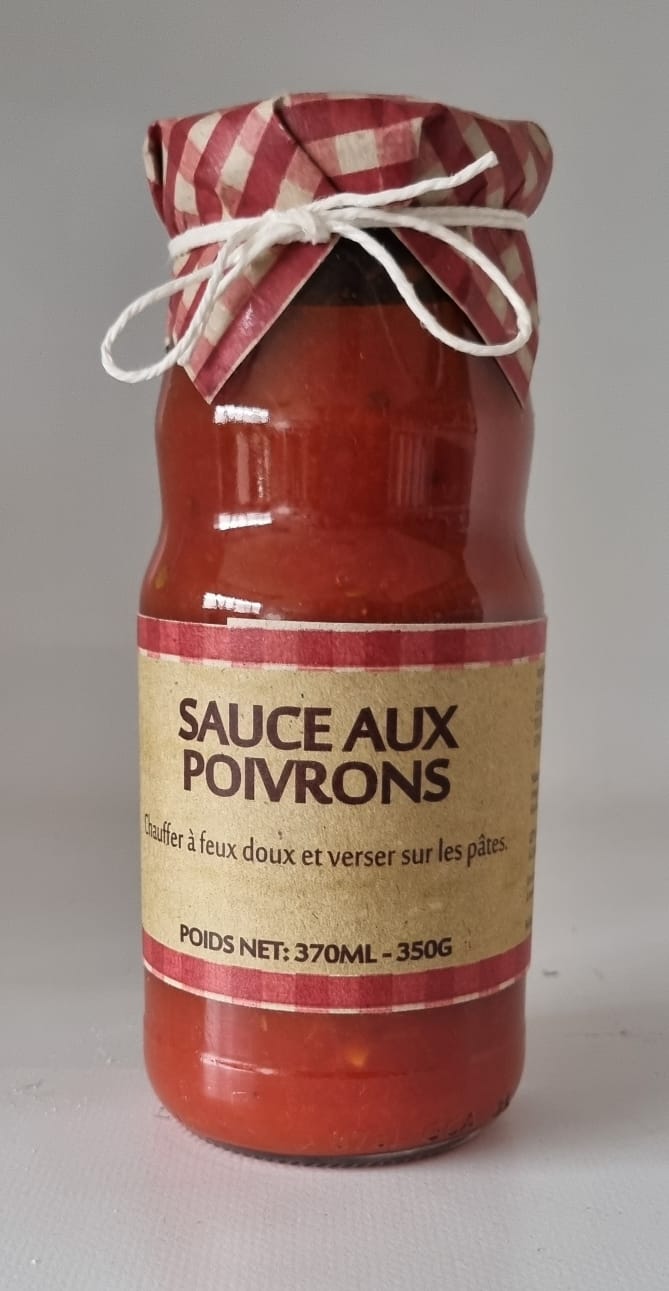 SAUCE AUX
POIVRONS
Chauffer à feux doux et verser sur les pâtes.
POIDS NET: 370ML - 350G